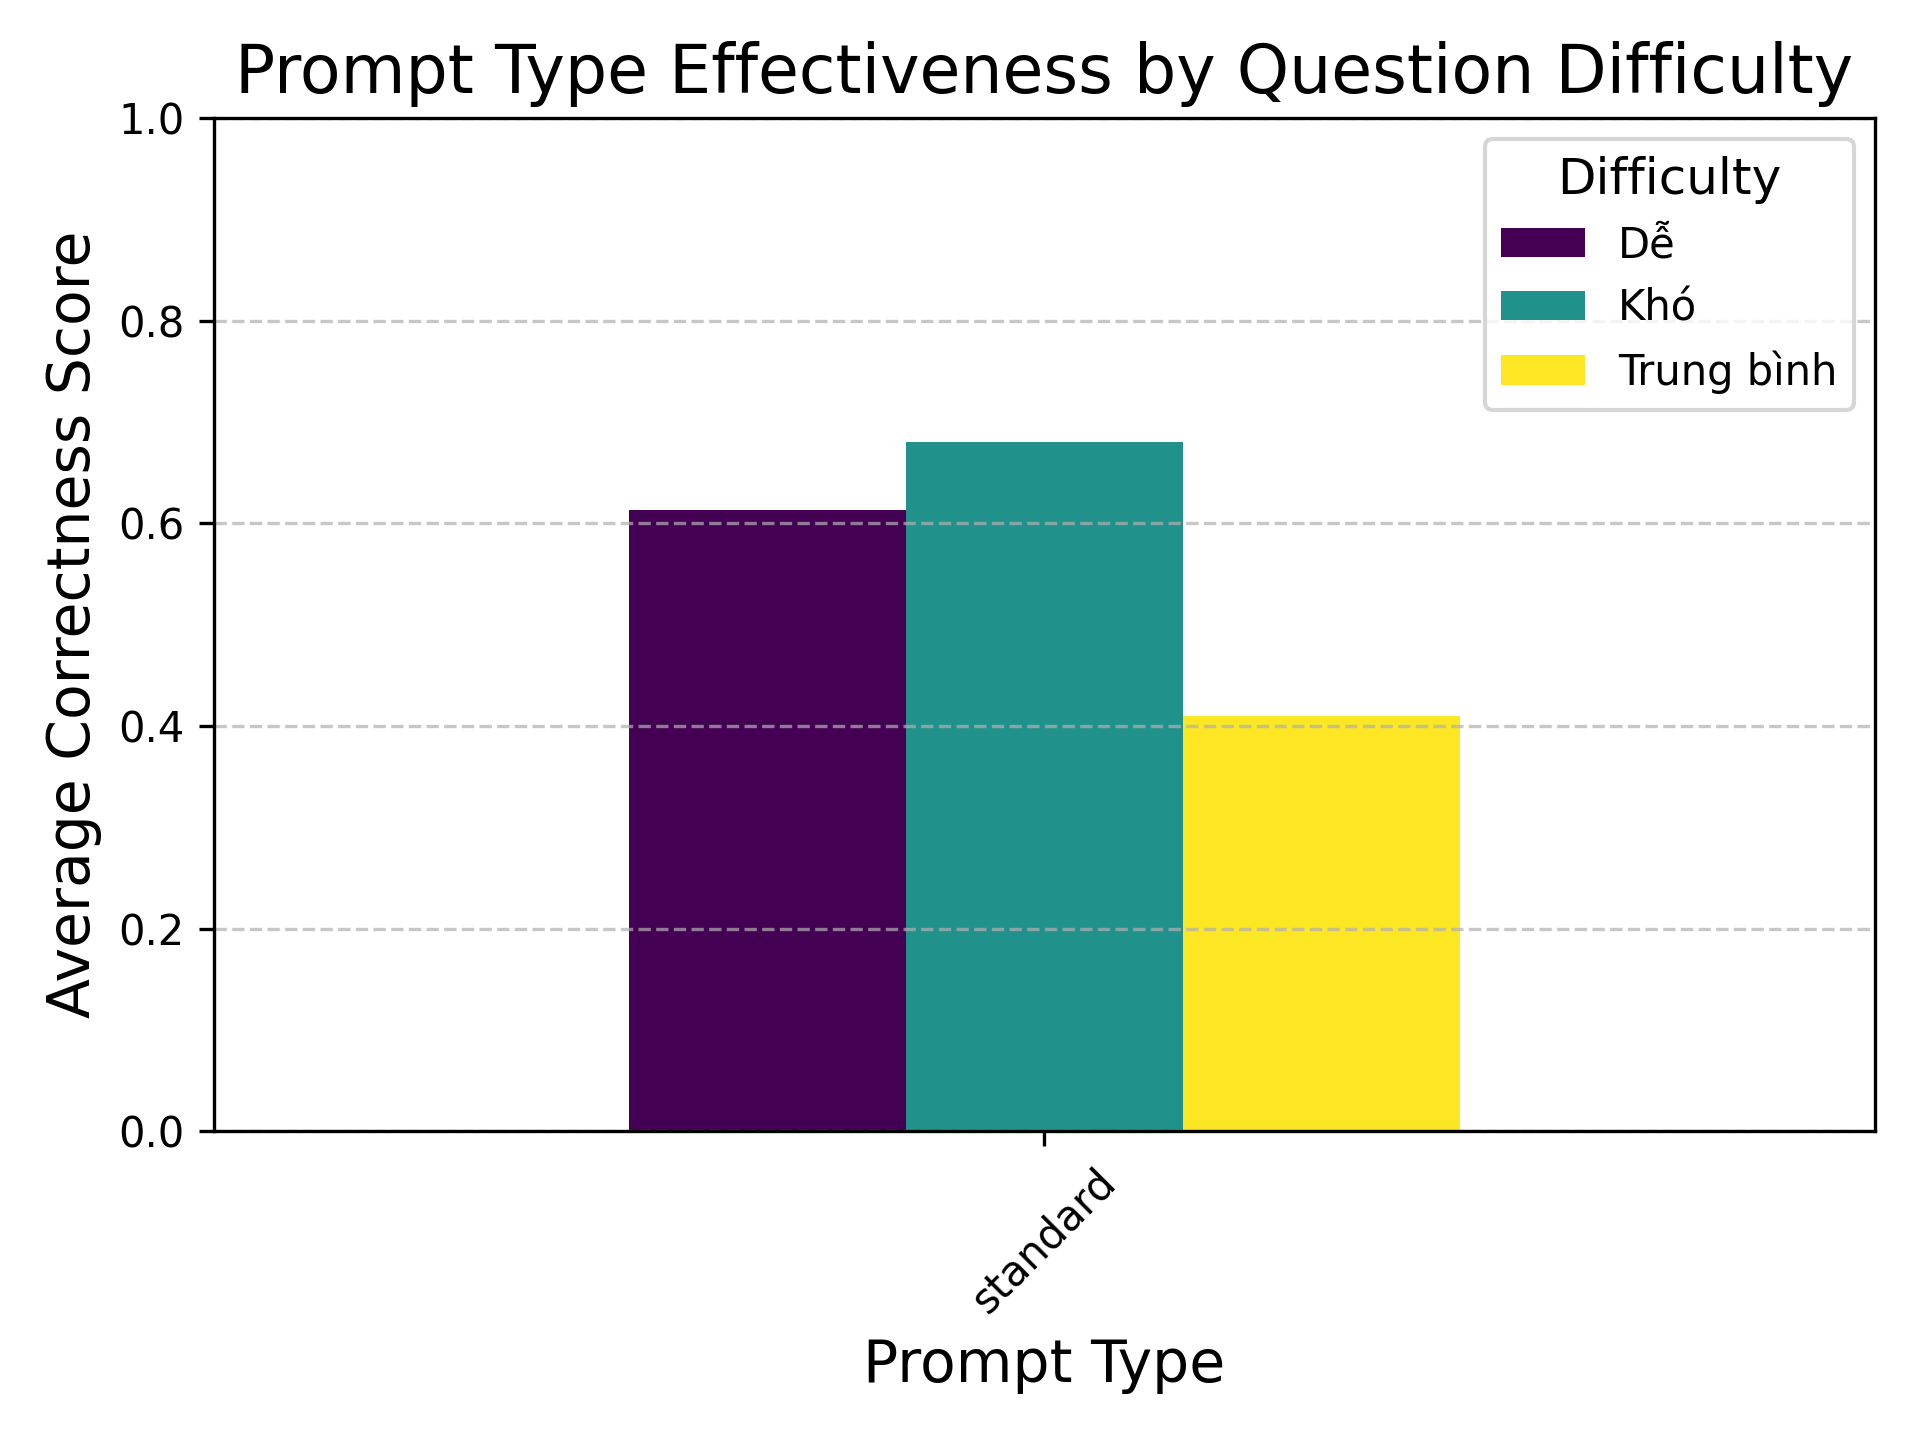 Prompt Type Effectiveness by Question Difficulty
Average Correctness Score
1.0
0.8
0.6
0.4
0.2
0.0
Difficulty
Dễ
Khó
Trung bình
standard
Prompt Type